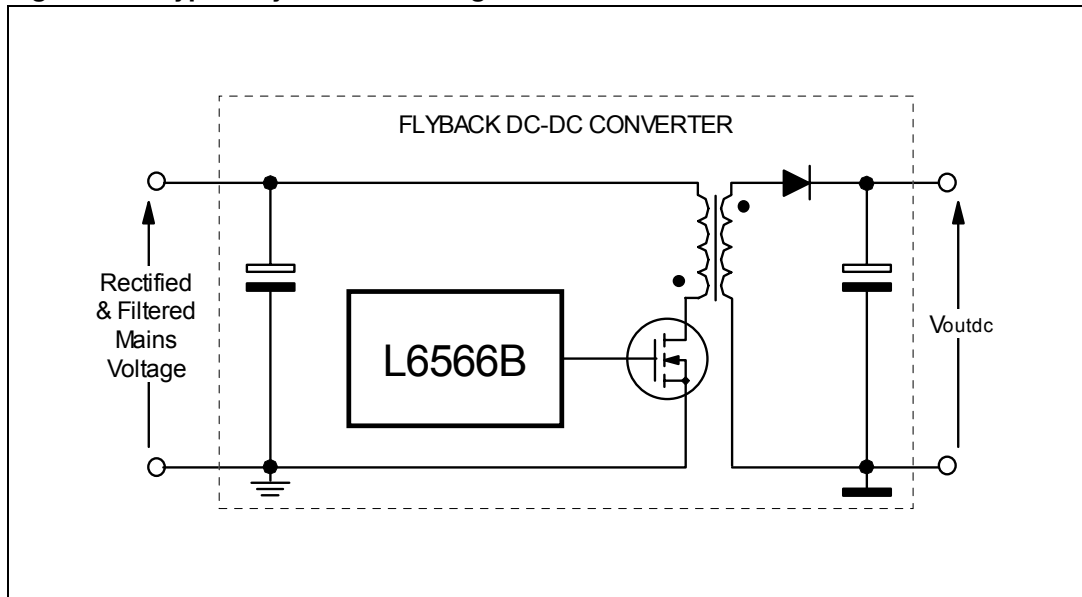 FLYBACK DC-DC CONVERTER
Rectified
& Filtered
Mains
Voltage
L6566B
Voutdc